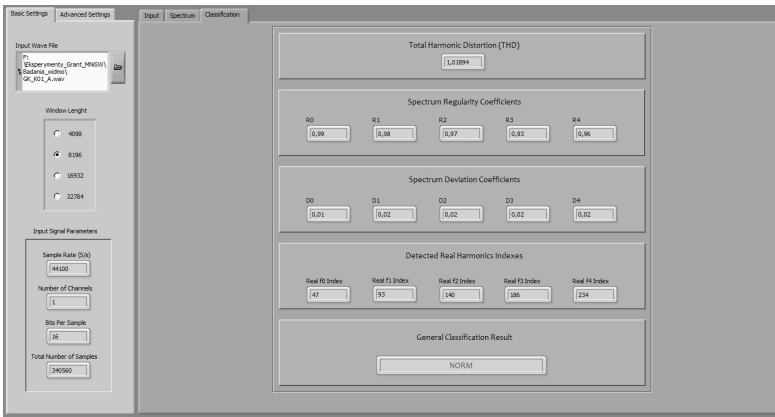 Basic Settings
Advanced Settings
Input Wave File
F:
\Eksperymenty_Grant_MNiSW\
Badania_widmo\
GK_K01_A.wav
Window Lenght
4098
8196
16932
32784
Input Signal Parameters
Sample Rate (S/s)
44100
Number of Channels
1
Bits Per Sample
16
Total Number of Samples
340560
Input
Spectrum
Classification
Total Harmonic Distortion (THD)
1,01894
Spectrum Regularity Coefficients
R0 R1 R2 R3 R4
0,99 0,98 0,97 0,93 0,96
Spectrum Deviation Coefficients
D0 D1 D2 D3 D4
0,01 0,02 0,02 0,02 0,02
Detected Real Harmonics Indexes
Real f0 Index Real f1 Index Real f2 Index Real f3 Index Real f4 Index
47 93 140 186 234
General Classification Result
NORM